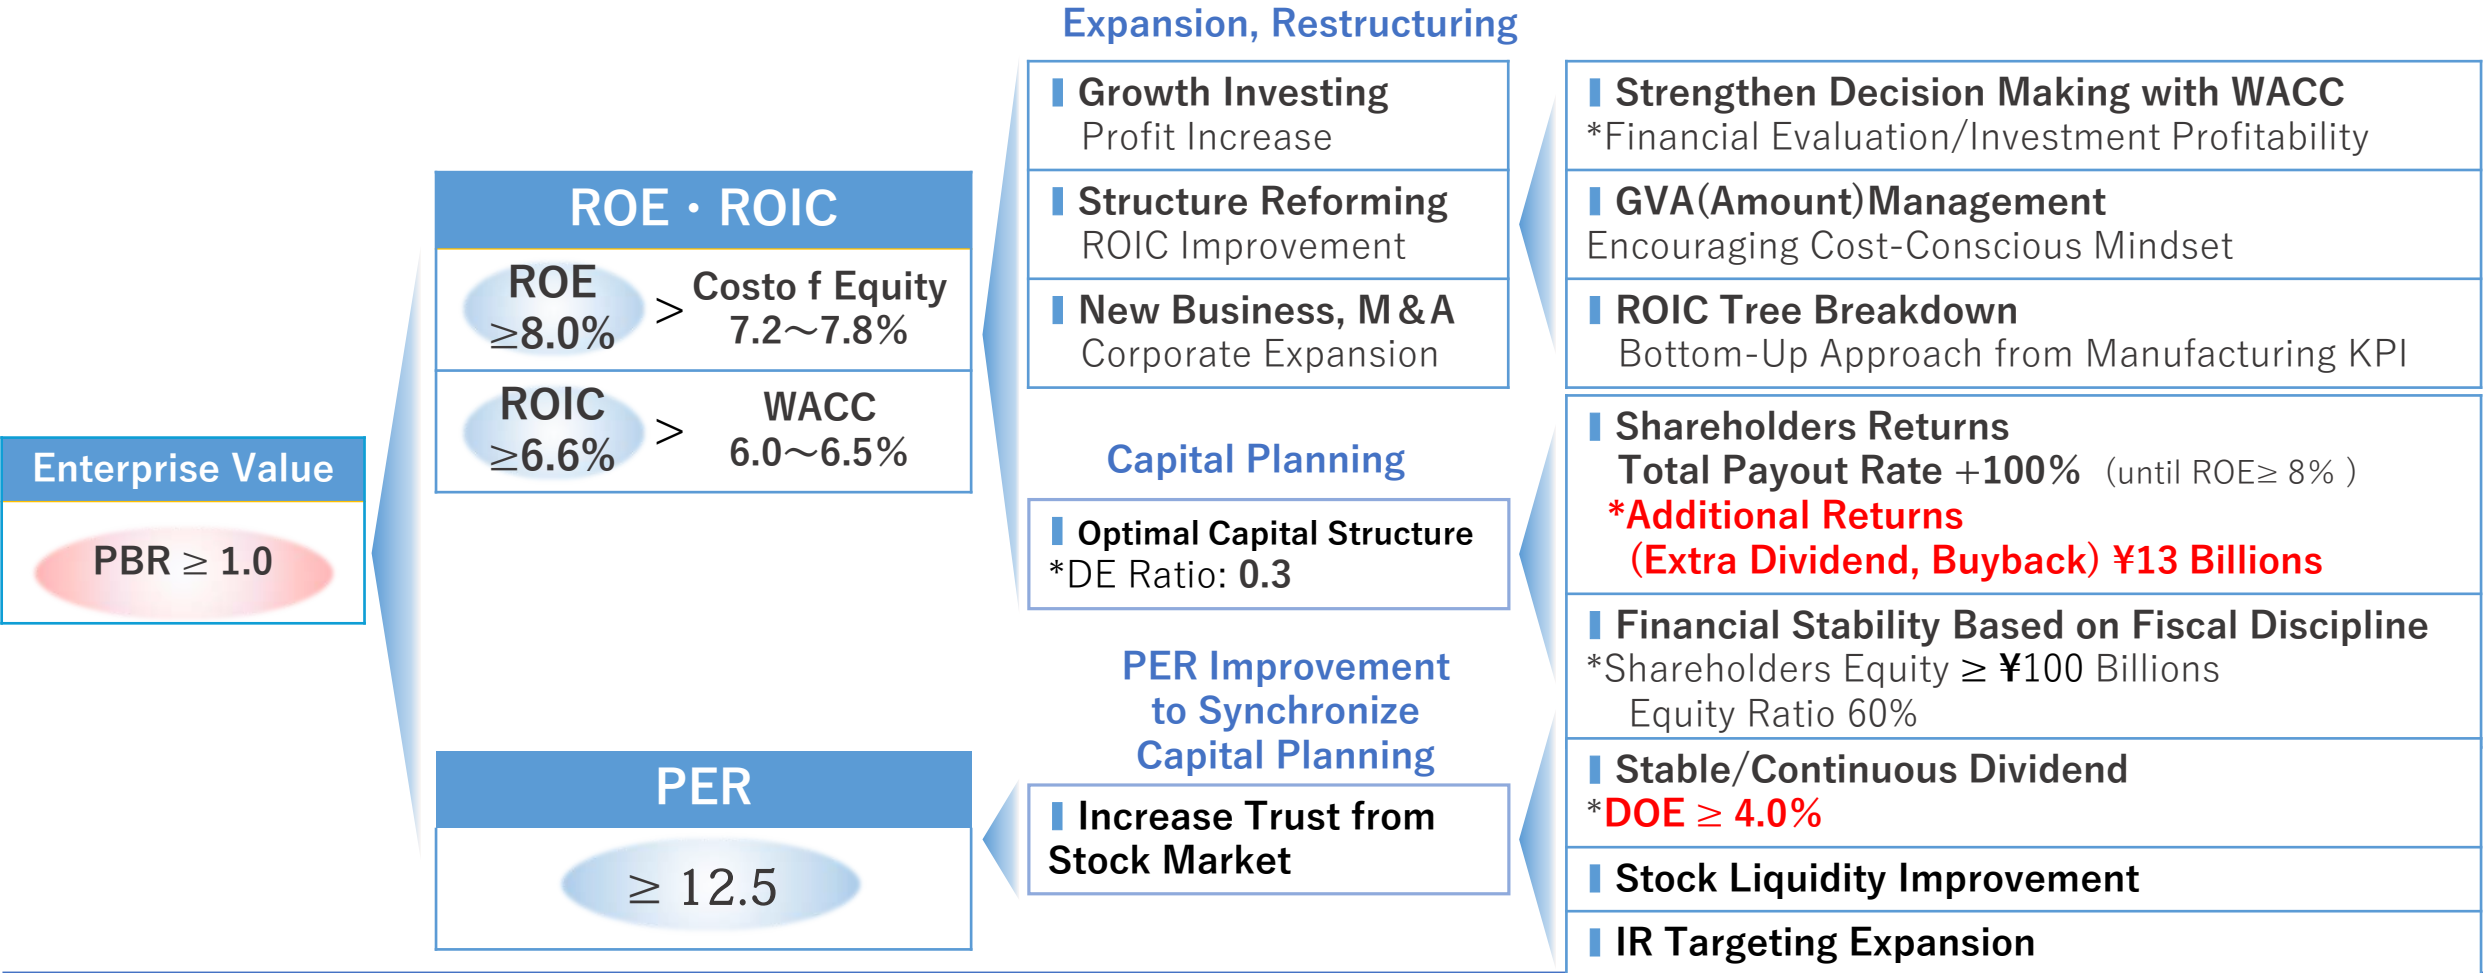 Enterprise Value
PBR ≥ 1.0
ROE・ROIC
ROE
≥8.0%
>
Costo f Equity
7.2～7.8%
ROIC
≥6.6%
>
WACC
6.0～6.5%
PER
≥ 12.5
Expansion, Restructuring
Growth Investing
Profit Increase
Structure Reforming
ROIC Improvement
New Business, M&A
Corporate Expansion
Capital Planning
Optimal Capital Structure
*DE Ratio: 0.3
PER Improvement
to Synchronize
Capital Planning
Increase Trust from
Stock Market
Strengthen Decision Making with WACC
*Financial Evaluation/Investment Profitability
GVA(Amount)Management
Encouraging Cost-Conscious Mindset
ROIC Tree Breakdown
Bottom-Up Approach from Manufacturing KPI
Shareholders Returns
Total Payout Rate +100% (until ROE≥ 8% )
*Additional Returns
(Extra Dividend, Buyback) ¥13 Billions
Financial Stability Based on Fiscal Discipline
*Shareholders Equity ≥ ¥100 Billions
Equity Ratio 60%
Stable/Continuous Dividend
*DOE ≥ 4.0%
Stock Liquidity Improvement
IR Targeting Expansion